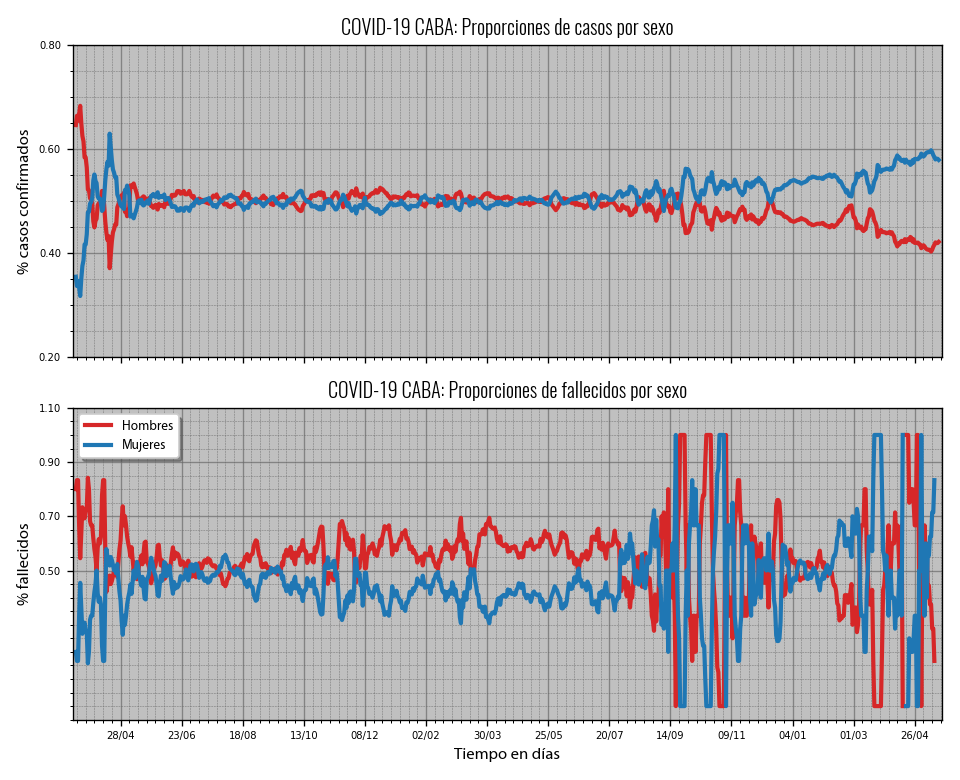 COVID-19 CABA: Proporciones de casos por sexo
0.80
0.60
0.40
0.20
% casos confirmados
COVID-19 CABA: Proporciones de fallecidos por sexo
1.10
0.90
0.70
0.50
% fallecidos
Hombres
Mujeres
28/04 23/06 18/08 13/10 08/12 02/02 30/03 25/05 20/07 14/09 09/11 04/01 01/03 26/04
Tiempo en días